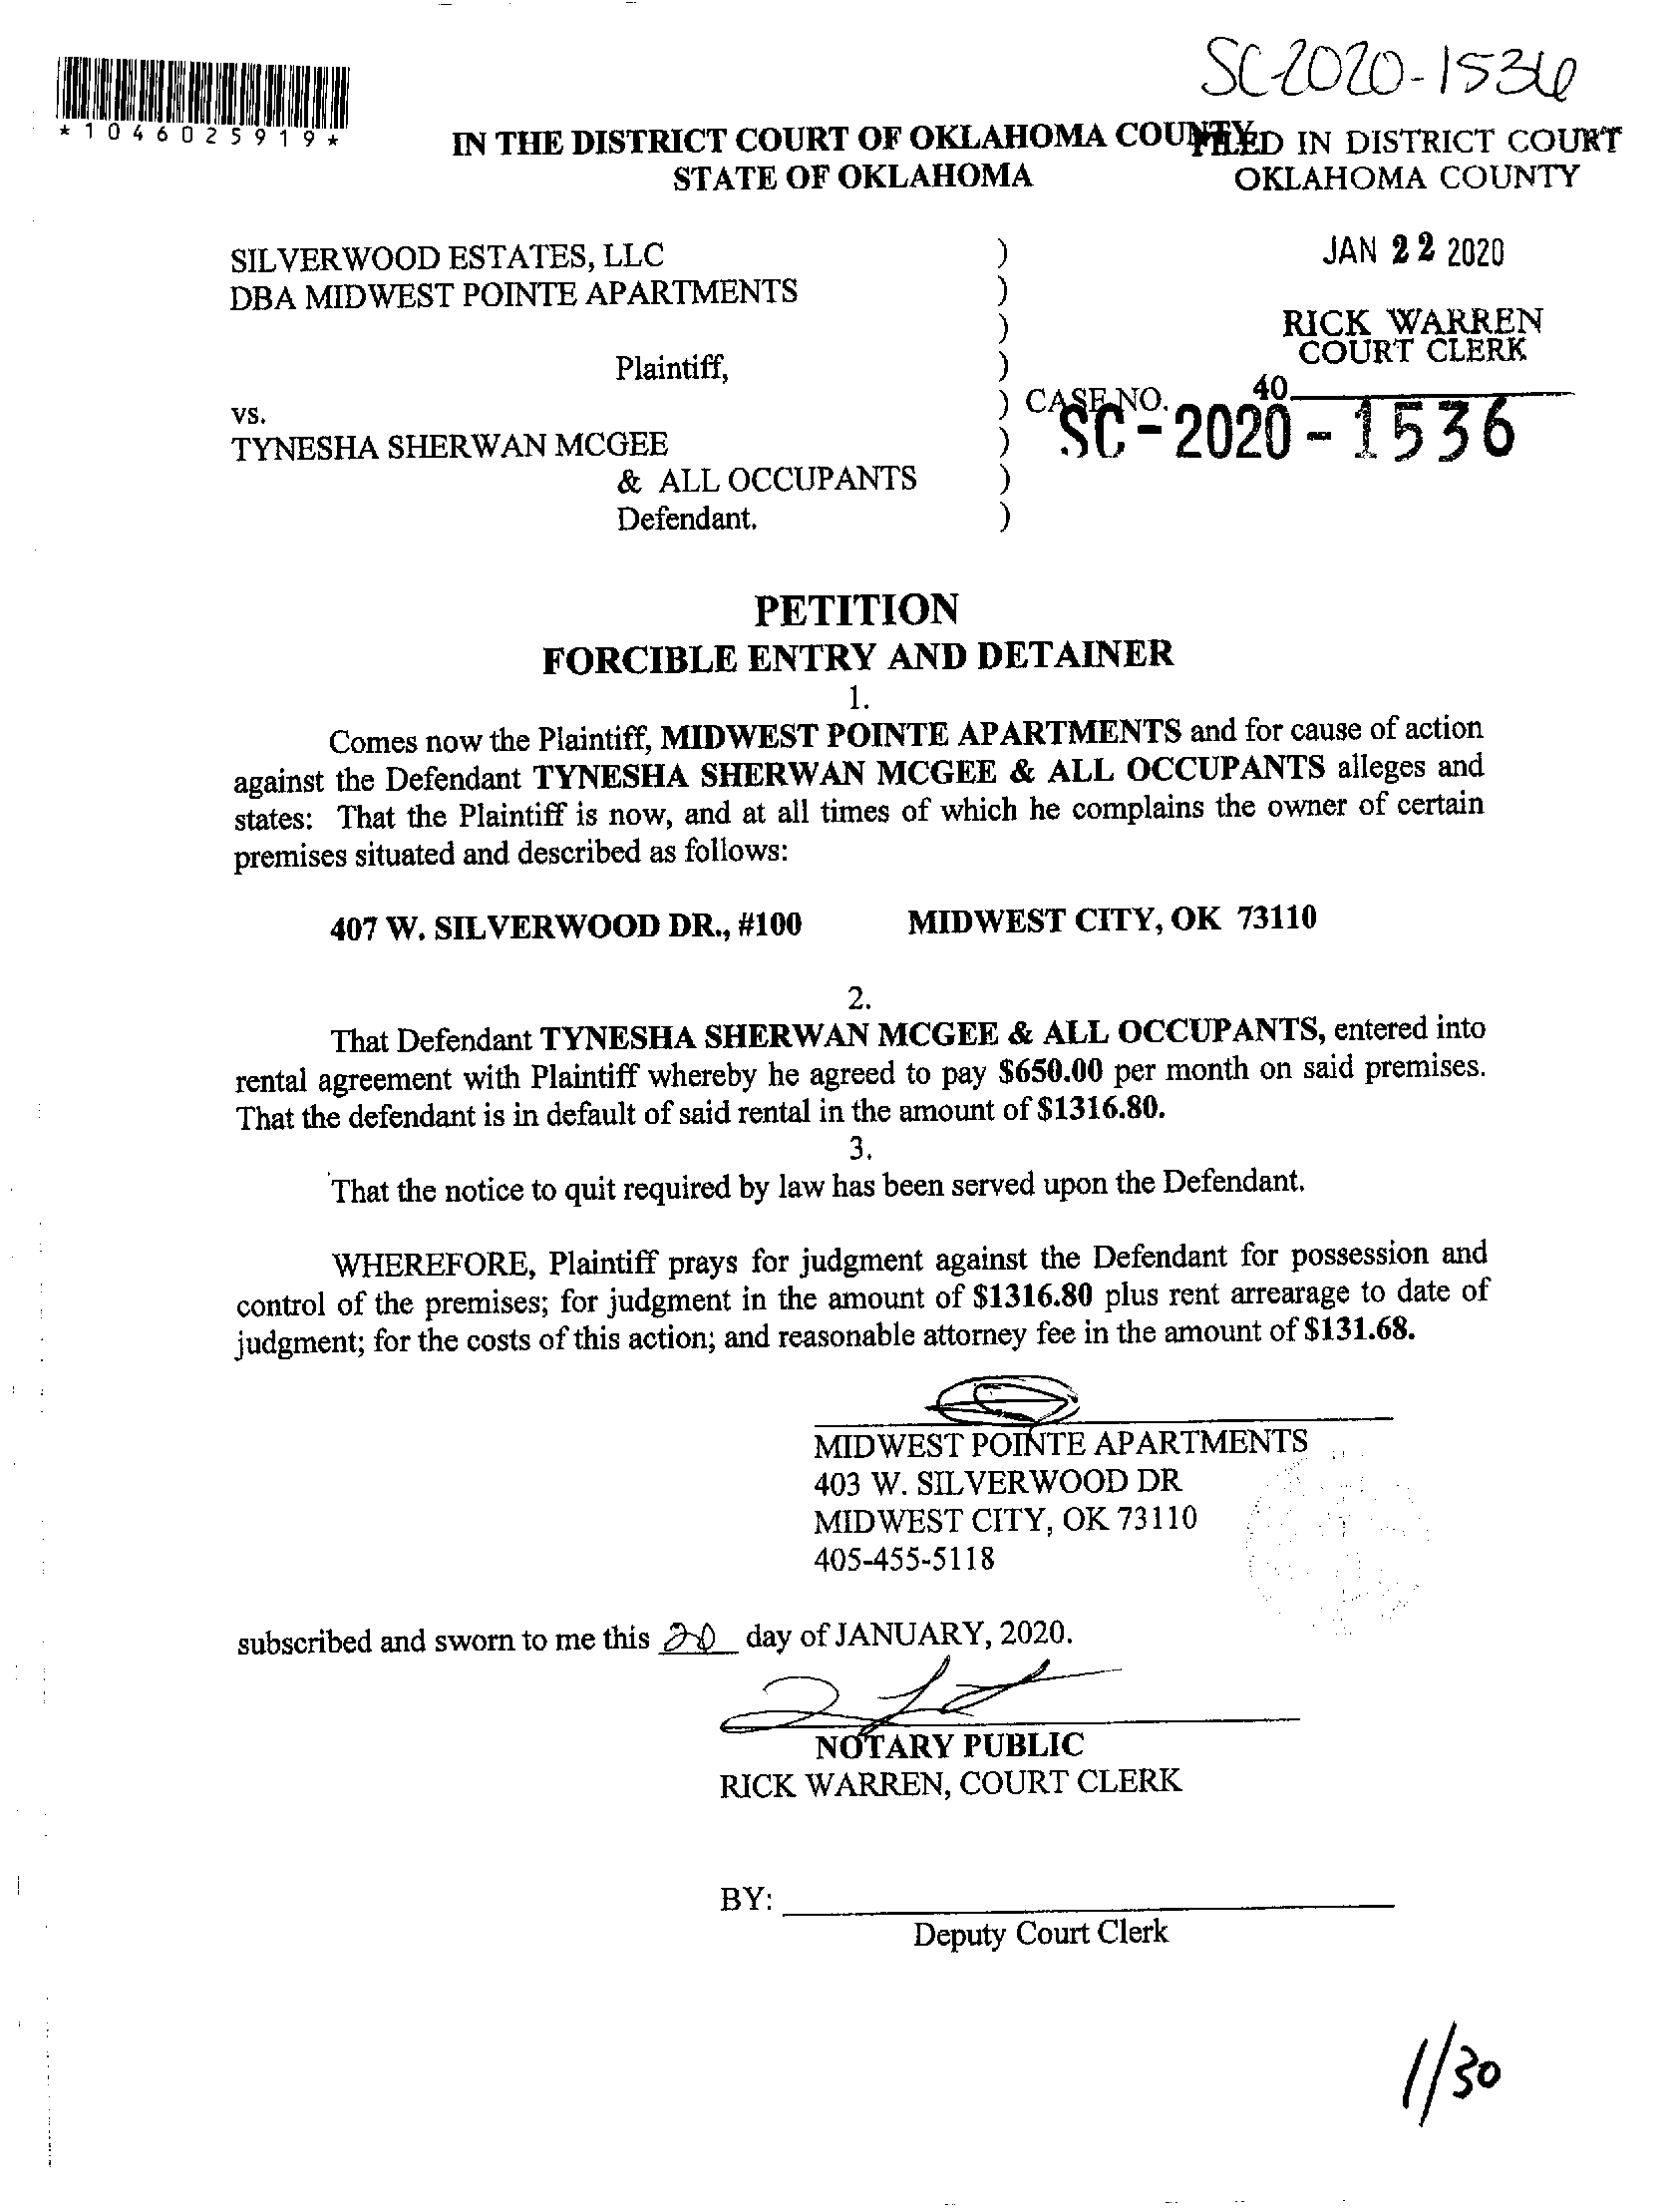 SC-2020-1536
*1046025919*
IN THE DISTRICT COURT OF OKLAHOMA COUNTY
STATE OF OKLAHOMA
FILED IN DISTRICT COURT
OKLAHOMA COUNTY
JAN 22 2020
RICK WARREN
COURT CLERK
40
SILVERWOOD ESTATES, LLC )
DBA MIDWEST POINTE APARTMENTS )
)
Plaintiff, )
) CASE NO.
SC-2020-1536
vs.
TYNESHA SHERWAN MCGEE )
& ALL OCCUPANTS )
Defendant. )
PETITION
FORCIBLE ENTRY AND DETAINER
1.
Comes now the Plaintiff, MIDWEST POINTE APARTMENTS and for cause of action
against the Defendant TYNESHA SHERWAN MCGEE & ALL OCCUPANTS alleges and
states: That the Plaintiff is now, and at all times of which he complains the owner of certain
premises situated and described as follows:
407 W. SILVERWOOD DR., #100 MIDWEST CITY, OK 73110
2.
That Defendant TYNESHA SHERWAN MCGEE & ALL OCCUPANTS, entered into
rental agreement with Plaintiff whereby he agreed to pay $650.00 per month on said premises.
That the defendant is in default of said rental in the amount of $1316.80.
3.
That the notice to quit required by law has been served upon the Defendant.
WHEREFORE, Plaintiff prays for judgment against the Defendant for possession and
control of the premises; for judgment in the amount of $1316.80 plus rent arrearage to date of
judgment; for the costs of this action; and reasonable attorney fee in the amount of $131.68.
MIDWEST POINTE APARTMENTS
403 W. SILVERWOOD DR
MIDWEST CITY, OK 73110
405-455-5118
subscribed and sworn to me this 20 day of JANUARY, 2020.
NOTARY PUBLIC
RICK WARREN, COURT CLERK
BY:
Deputy Court Clerk
1/30